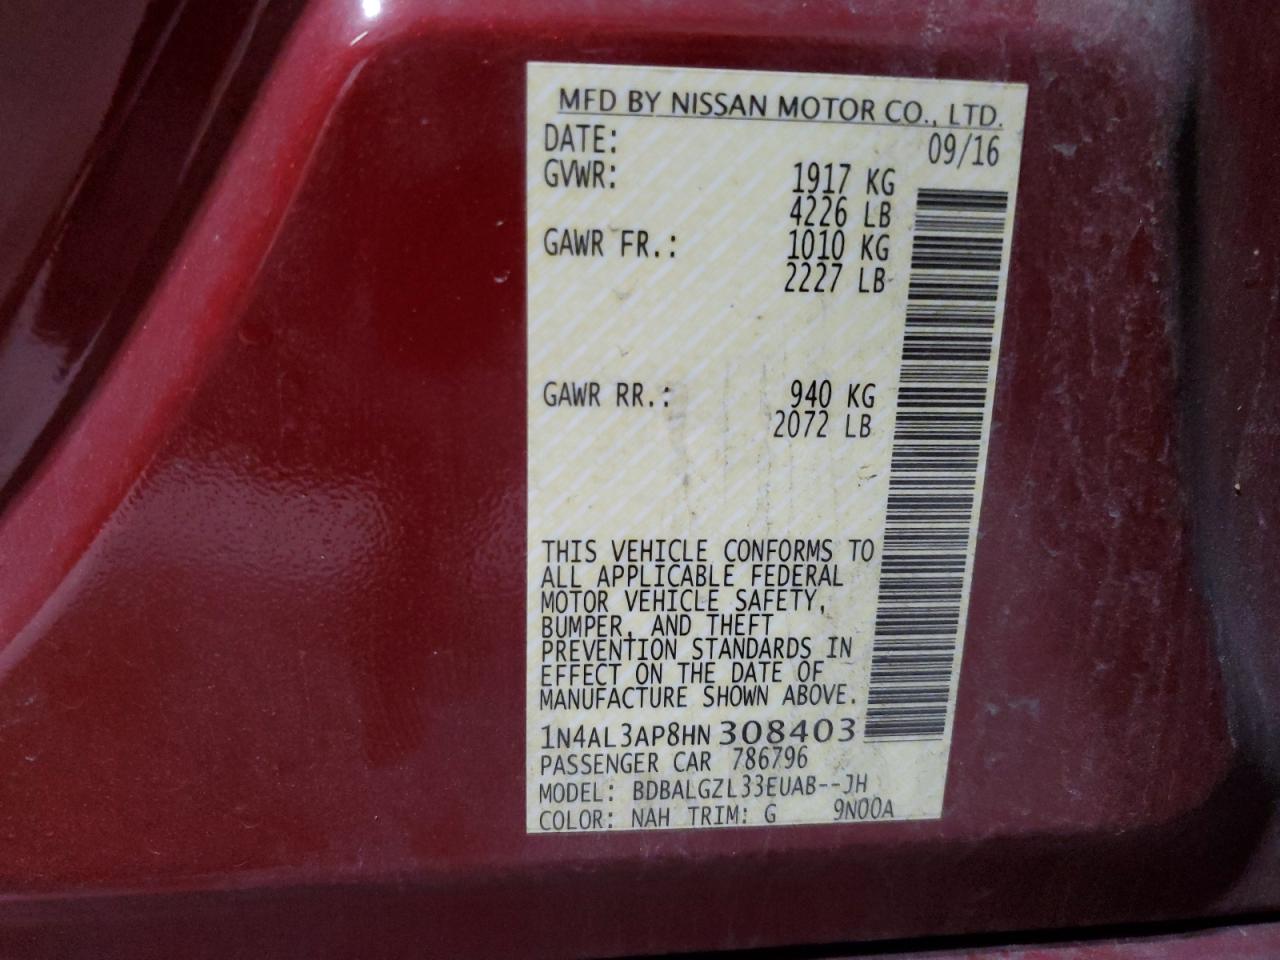 MFD BY NISSAN MOTOR CO., LTD.
DATE: 09/16
GVWR: 1917 KG
4226 LB
GAWR FR.: 1010 KG
2227 LB
GAWR RR.: 940 KG
2072 LB
THIS VEHICLE CONFORMS TO
ALL APPLICABLE FEDERAL
MOTOR VEHICLE SAFETY,
BUMPER, AND THEFT
PREVENTION STANDARDS IN
EFFECT ON THE DATE OF
MANUFACTURE SHOWN ABOVE.
1N4AL3AP8HN308403
PASSENGER CAR 786796
MODEL: BDBALGZL33EUAB--JH
COLOR: NAH TRIM: G 9N00A